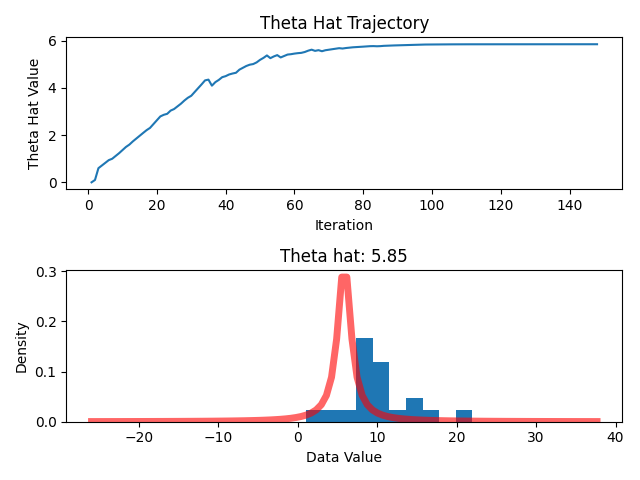 Theta Hat Trajectory
6
4
2
0
Theta Hat Value
0 20 40 60 80 100 120 140
Iteration
Theta hat: 5.85
0.3
0.2
0.1
0.0
Density
−20 −10 0 10 20 30 40
Data Value